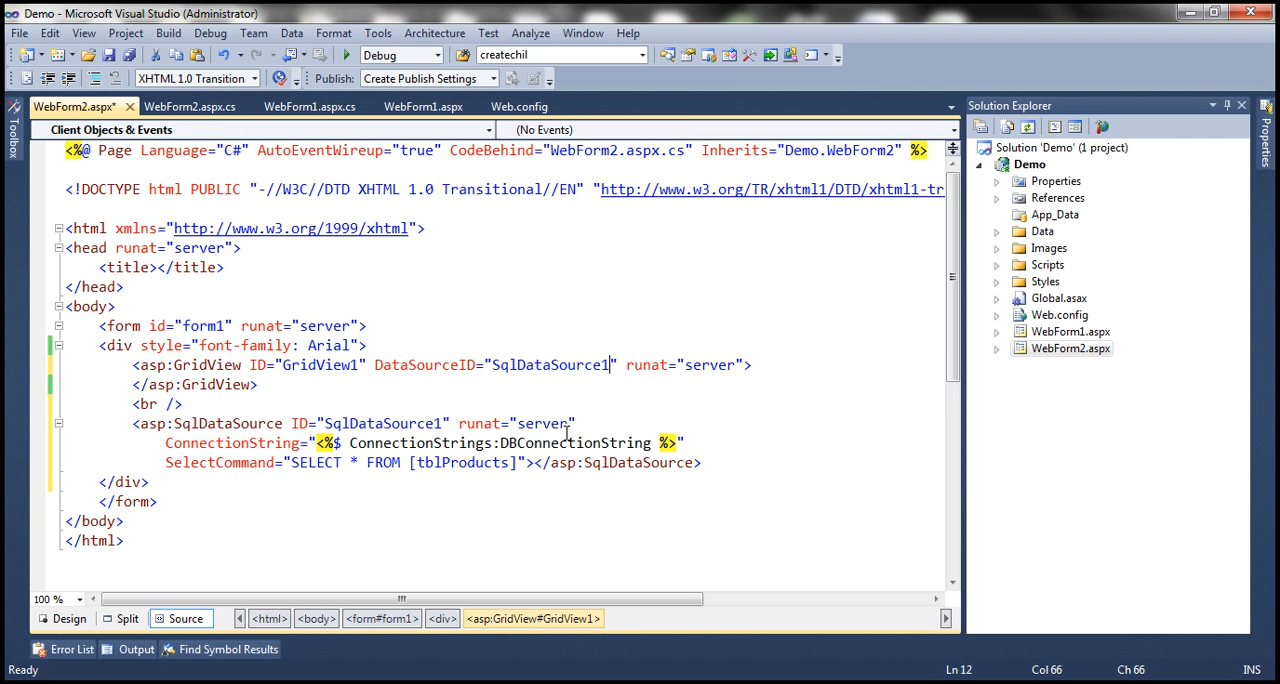 Demo - Microsoft Visual Studio (Administrator)
File Edit View Project Build Debug Team Data Format Tools Architecture Test Analyze Window Help
Debug createchil
XHTML 1.0 Transition Publish: Create Publish Settings
WebForm2.aspx* WebForm2.aspx.cs WebForm1.aspx.cs WebForm1.aspx Web.config
Client Objects & Events (No Events)
Toolbox
<%@ Page Language="C#" AutoEventWireup="true" CodeBehind="WebForm2.aspx.cs" Inherits="Demo.WebForm2" %>
<!DOCTYPE html PUBLIC "-//W3C//DTD XHTML 1.0 Transitional//EN" "http://www.w3.org/TR/xhtml1/DTD/xhtml1-tr
<html xmlns="http://www.w3.org/1999/xhtml">
<head runat="server">
<title></title>
</head>
<body>
<form id="form1" runat="server">
<div style="font-family: Arial">
<asp:GridView ID="GridView1" DataSourceID="SqlDataSource1" runat="server">
</asp:GridView>
<br />
<asp:SqlDataSource ID="SqlDataSource1" runat="server"
ConnectionString="<%$ ConnectionStrings:DBConnectionString %>"
SelectCommand="SELECT * FROM [tblProducts]"></asp:SqlDataSource>
</div>
</form>
</body>
</html>
100 %
Design Split Source <html> <body> <form#form1> <div> <asp:GridView#GridView1>
Error List Output Find Symbol Results
Ready Ln 12 Col 66 Ch 66 INS
Solution Explorer
Solution 'Demo' (1 project)
Demo
Properties
References
App_Data
Data
Images
Scripts
Styles
Global.asax
Web.config
WebForm1.aspx
WebForm2.aspx
Properties